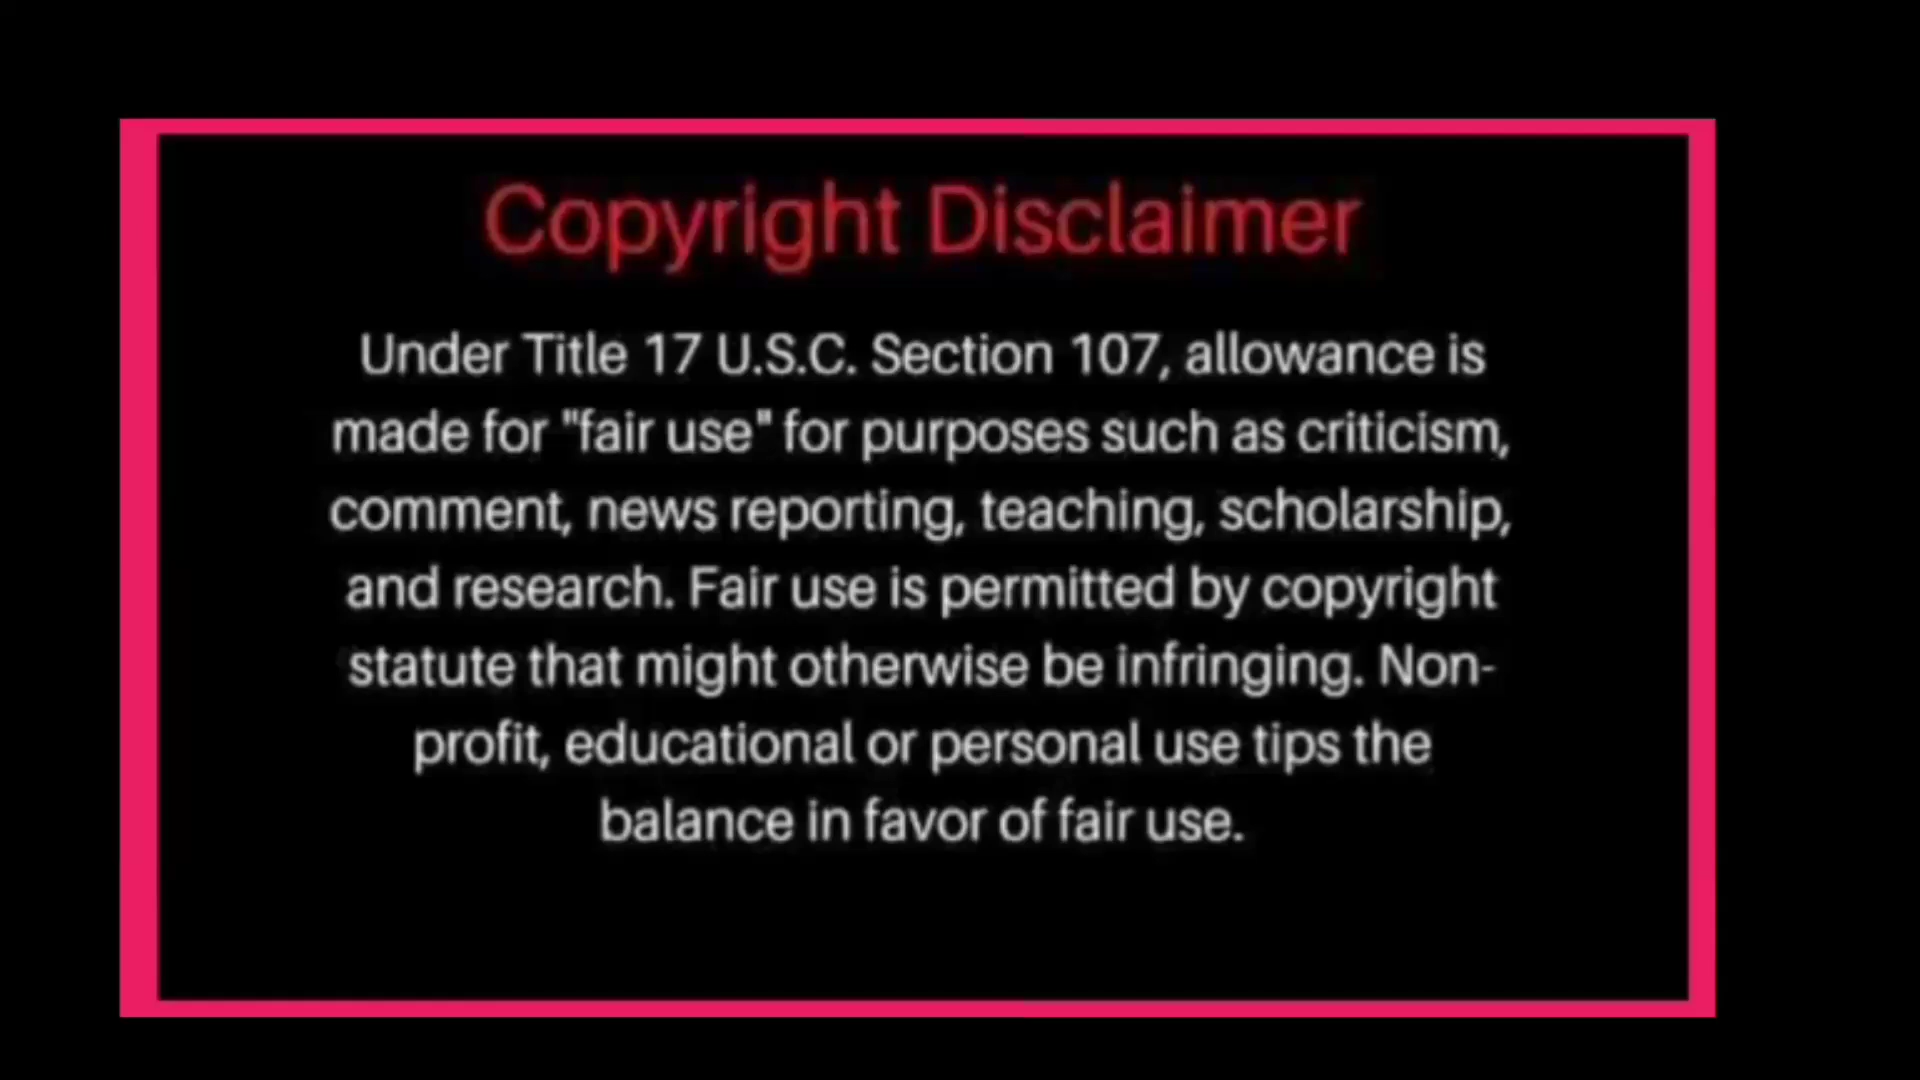 Copyright Disclaimer
Under Title 17 U.S.C. Section 107, allowance is
made for "fair use" for purposes such as criticism,
comment, news reporting, teaching, scholarship,
and research. Fair use is permitted by copyright
statute that might otherwise be infringing. Non-
profit, educational or personal use tips the
balance in favor of fair use.